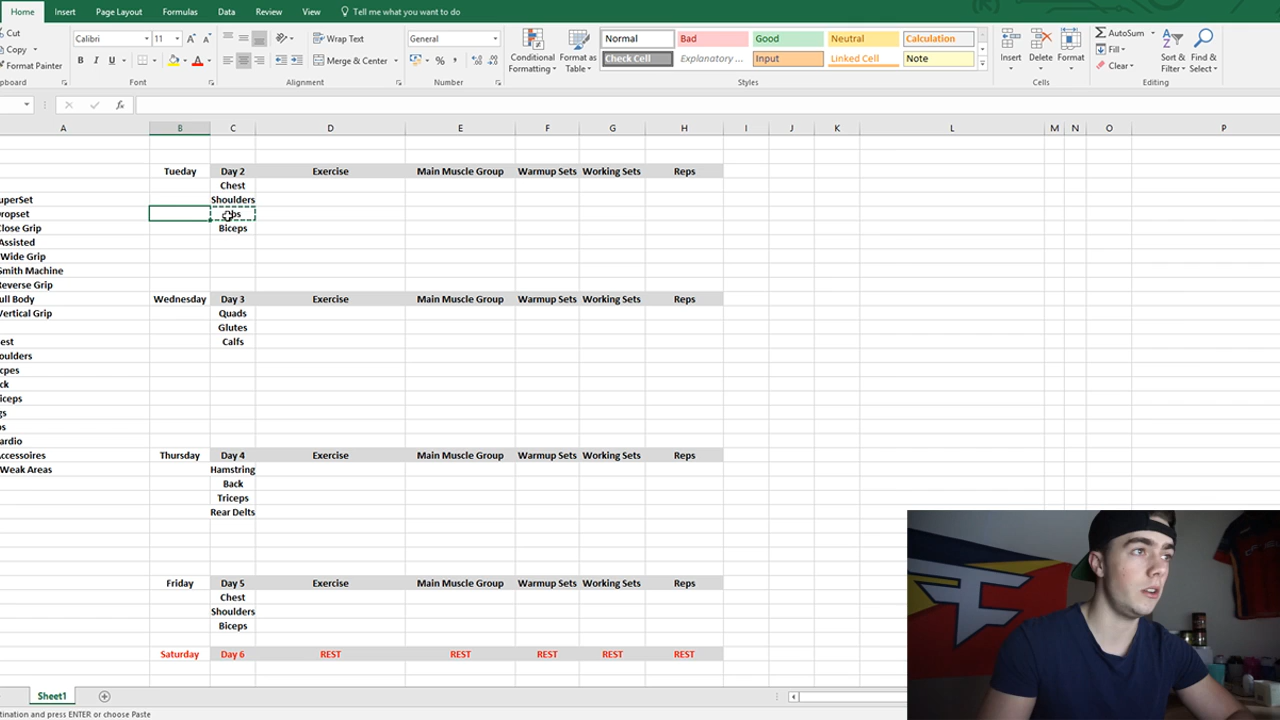 Home Insert Page Layout Formulas Data Review View Tell me what you want to do
Cut Calibri 11 A A Wrap Text General Normal Bad Good Neutral Calculation AutoSum
Copy Fill
Format Painter B I U A Merge & Center $ % , Check Cell Explanatory ... Input Linked Cell Note Clear
Conditional Formatting Format as Table Insert Delete Format Sort & Filter Find & Select
pboard Font Alignment Number Styles Cells Editing
fx
A B C D E F G H I J K L M N O P
Tueday Day 2 Exercise Main Muscle Group Warmup Sets Working Sets Reps
Chest
uperSet Shoulders
ropset
Close Grip Biceps
Assisted
Wide Grip
Smith Machine
Reverse Grip
ull Body Wednesday Day 3 Exercise Main Muscle Group Warmup Sets Working Sets Reps
Vertical Grip Quads
Glutes
est Calfs
oulders
cpes
ck
iceps
gs
os
ardio
Accessoires Thursday Day 4 Exercise Main Muscle Group Warmup Sets Working Sets Reps
Weak Areas Hamstring
Back
Triceps
Rear Delts
Friday Day 5 Exercise Main Muscle Group Warmup Sets Working Sets Reps
Chest
Shoulders
Biceps
Saturday Day 6 REST REST REST REST REST
Sheet1
tination and press ENTER or choose Paste